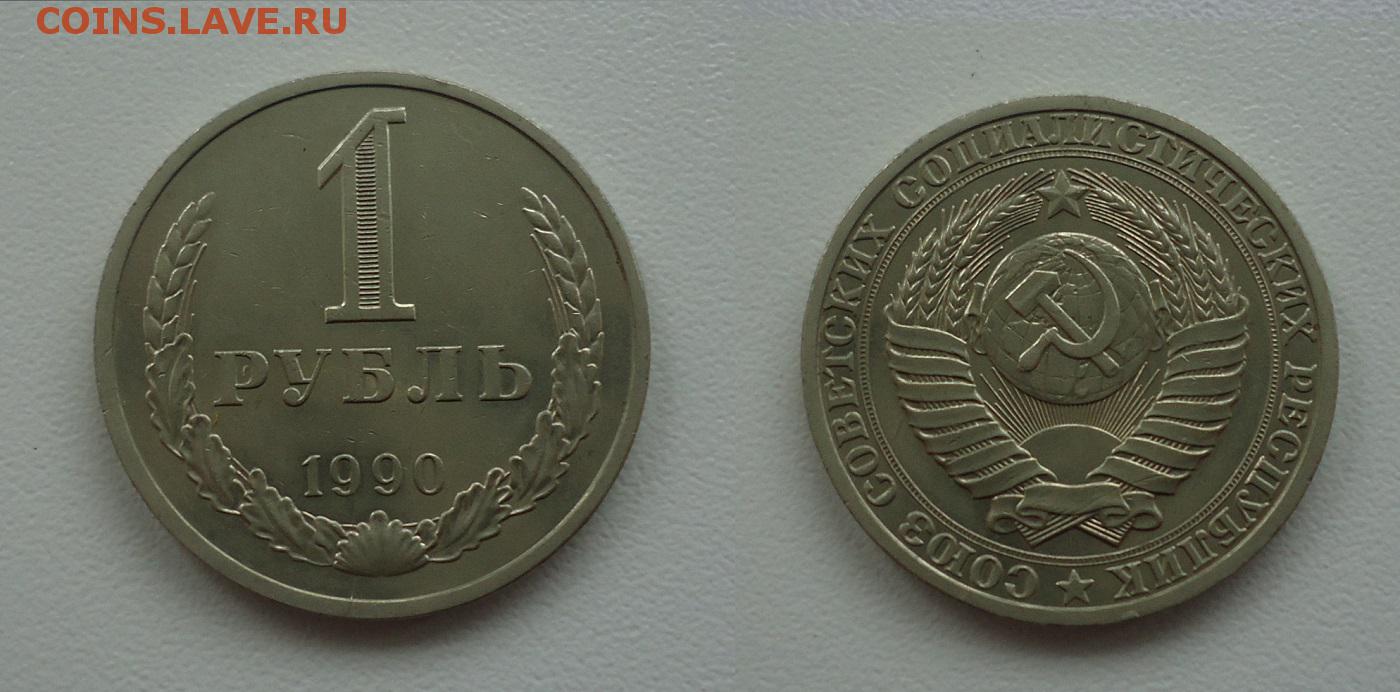 COINS.LAVE.RU
1
РУБЛЬ
1990
СОЮЗ СОВЕТСКИХ СОЦИАЛИСТИЧЕСКИХ РЕСПУБЛИК